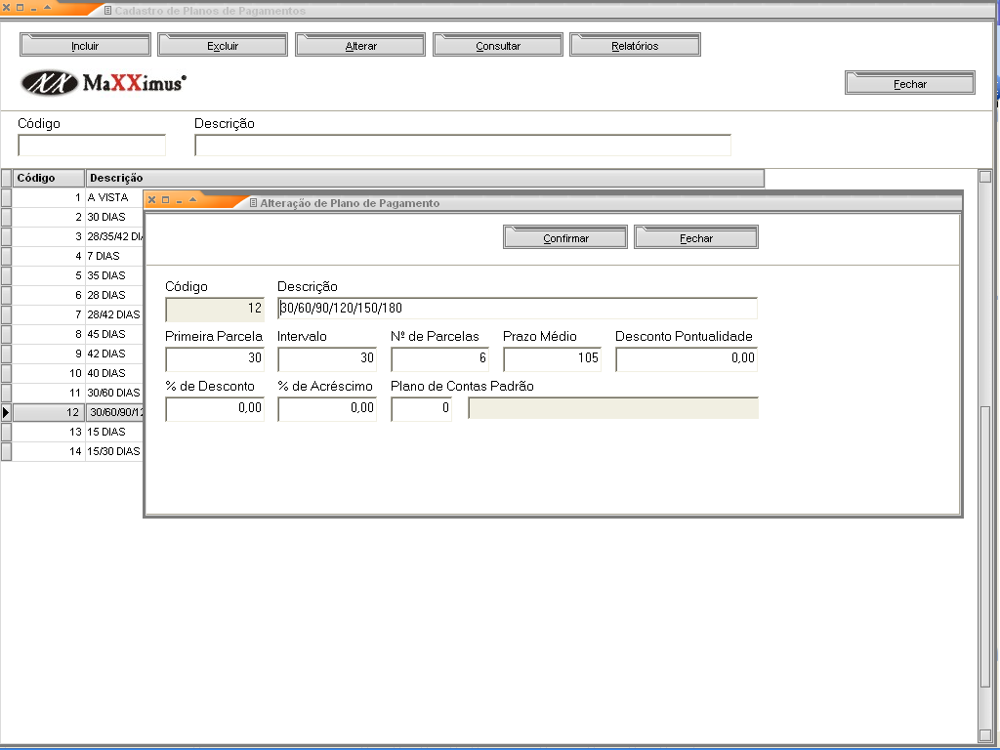 Cadastro de Planos de Pagamentos
Incluir Excluir Alterar Consultar Relatórios
MaXXimus
Fechar
Código Descrição
Código Descrição
1 A VISTA
2 30 DIAS
3 28/35/42 DI
4 7 DIAS
5 35 DIAS
6 28 DIAS
7 28/42 DIAS
8 45 DIAS
9 42 DIAS
10 40 DIAS
11 30/60 DIAS
12 30/60/90/12
13 15 DIAS
14 15/30 DIAS
Alteração de Plano de Pagamento
Confirmar Fechar
Código Descrição
12 30/60/90/120/150/180
Primeira Parcela Intervalo Nº de Parcelas Prazo Médio Desconto Pontualidade
30 30 6 105 0,00
% de Desconto % de Acréscimo Plano de Contas Padrão
0,00 0,00 0